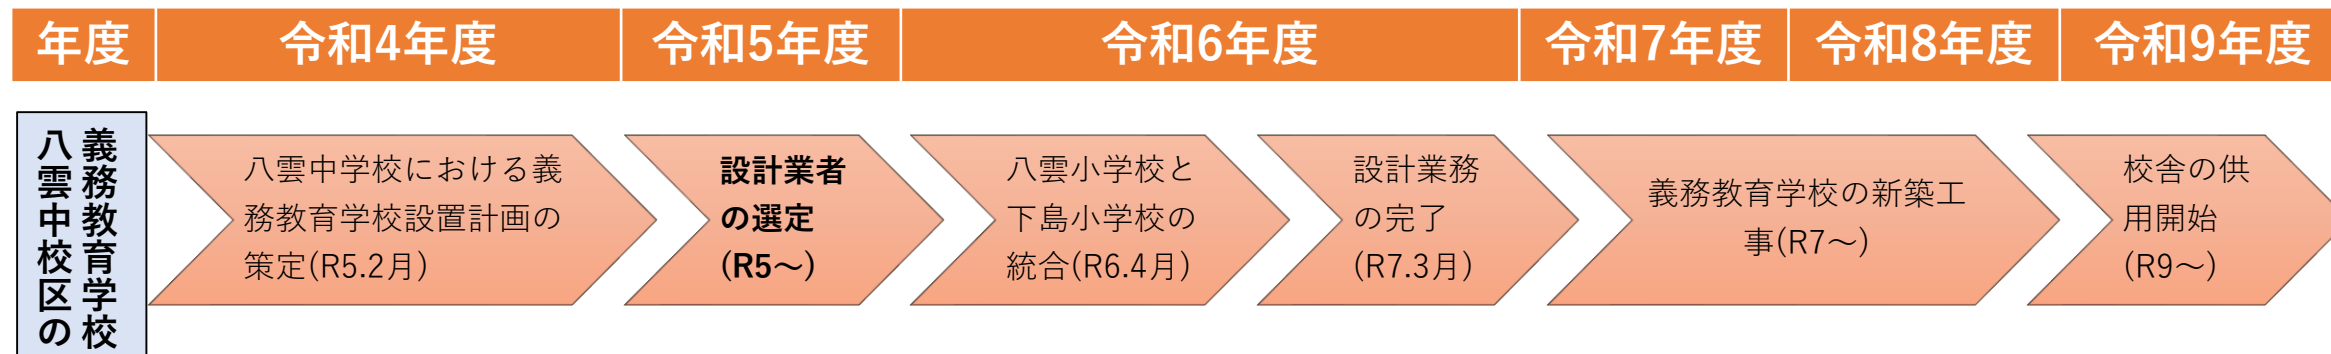 年度 令和4年度 令和5年度 令和6年度 令和7年度 令和8年度 令和9年度
義務教育学校
八雲中校区の
八雲中学校における義
務教育学校設置計画の
策定(R5.2月)
設計業者
の選定
(R5～)
八雲小学校と
下島小学校の
統合(R6.4月)
設計業務
の完了
(R7.3月)
義務教育学校の新築工
事(R7～)
校舎の供
用開始
(R9～)